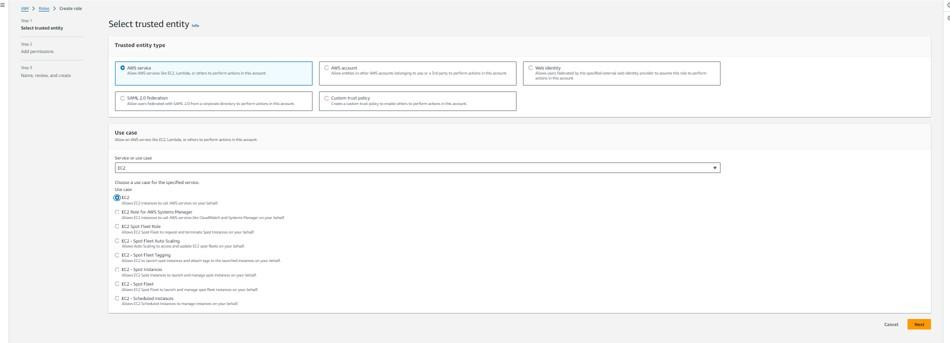 IAM > Roles > Create role
Step 1
Select trusted entity
Step 2
Add permissions
Step 3
Name, review, and create
Select trusted entity Info
Trusted entity type
AWS service
Allow AWS services like EC2, Lambda, or others to perform actions in this account.
AWS account
Allow entities in other AWS accounts belonging to you or a 3rd party to perform actions in this account.
Web identity
Allows users federated by the specified external web identity provider to assume this role to perform
actions in this account.
SAML 2.0 federation
Allow users federated with SAML 2.0 from a corporate directory to perform actions in this account.
Custom trust policy
Create a custom trust policy to enable others to perform actions in this account.
Use case
Allow an AWS service like EC2, Lambda, or others to perform actions in this account.
Service or use case
EC2
Choose a use case for the specified service.
Use case
EC2
Allows EC2 instances to call AWS services on your behalf.
EC2 Role for AWS Systems Manager
Allows EC2 instances to call AWS services like CloudWatch and Systems Manager on your behalf.
EC2 Spot Fleet Role
Allows EC2 Spot Fleet to request and terminate Spot Instances on your behalf.
EC2 - Spot Fleet Auto Scaling
Allows Auto Scaling to access and update EC2 spot fleets on your behalf.
EC2 - Spot Fleet Tagging
Allows EC2 to launch spot instances and attach tags to the launched instances on your behalf.
EC2 - Spot Instances
Allows EC2 Spot Instances to launch and manage spot instances on your behalf.
EC2 - Spot Fleet
Allows EC2 Spot Fleet to launch and manage spot fleet instances on your behalf.
EC2 - Scheduled Instances
Allows EC2 Scheduled Instances to manage instances on your behalf.
Cancel
Next